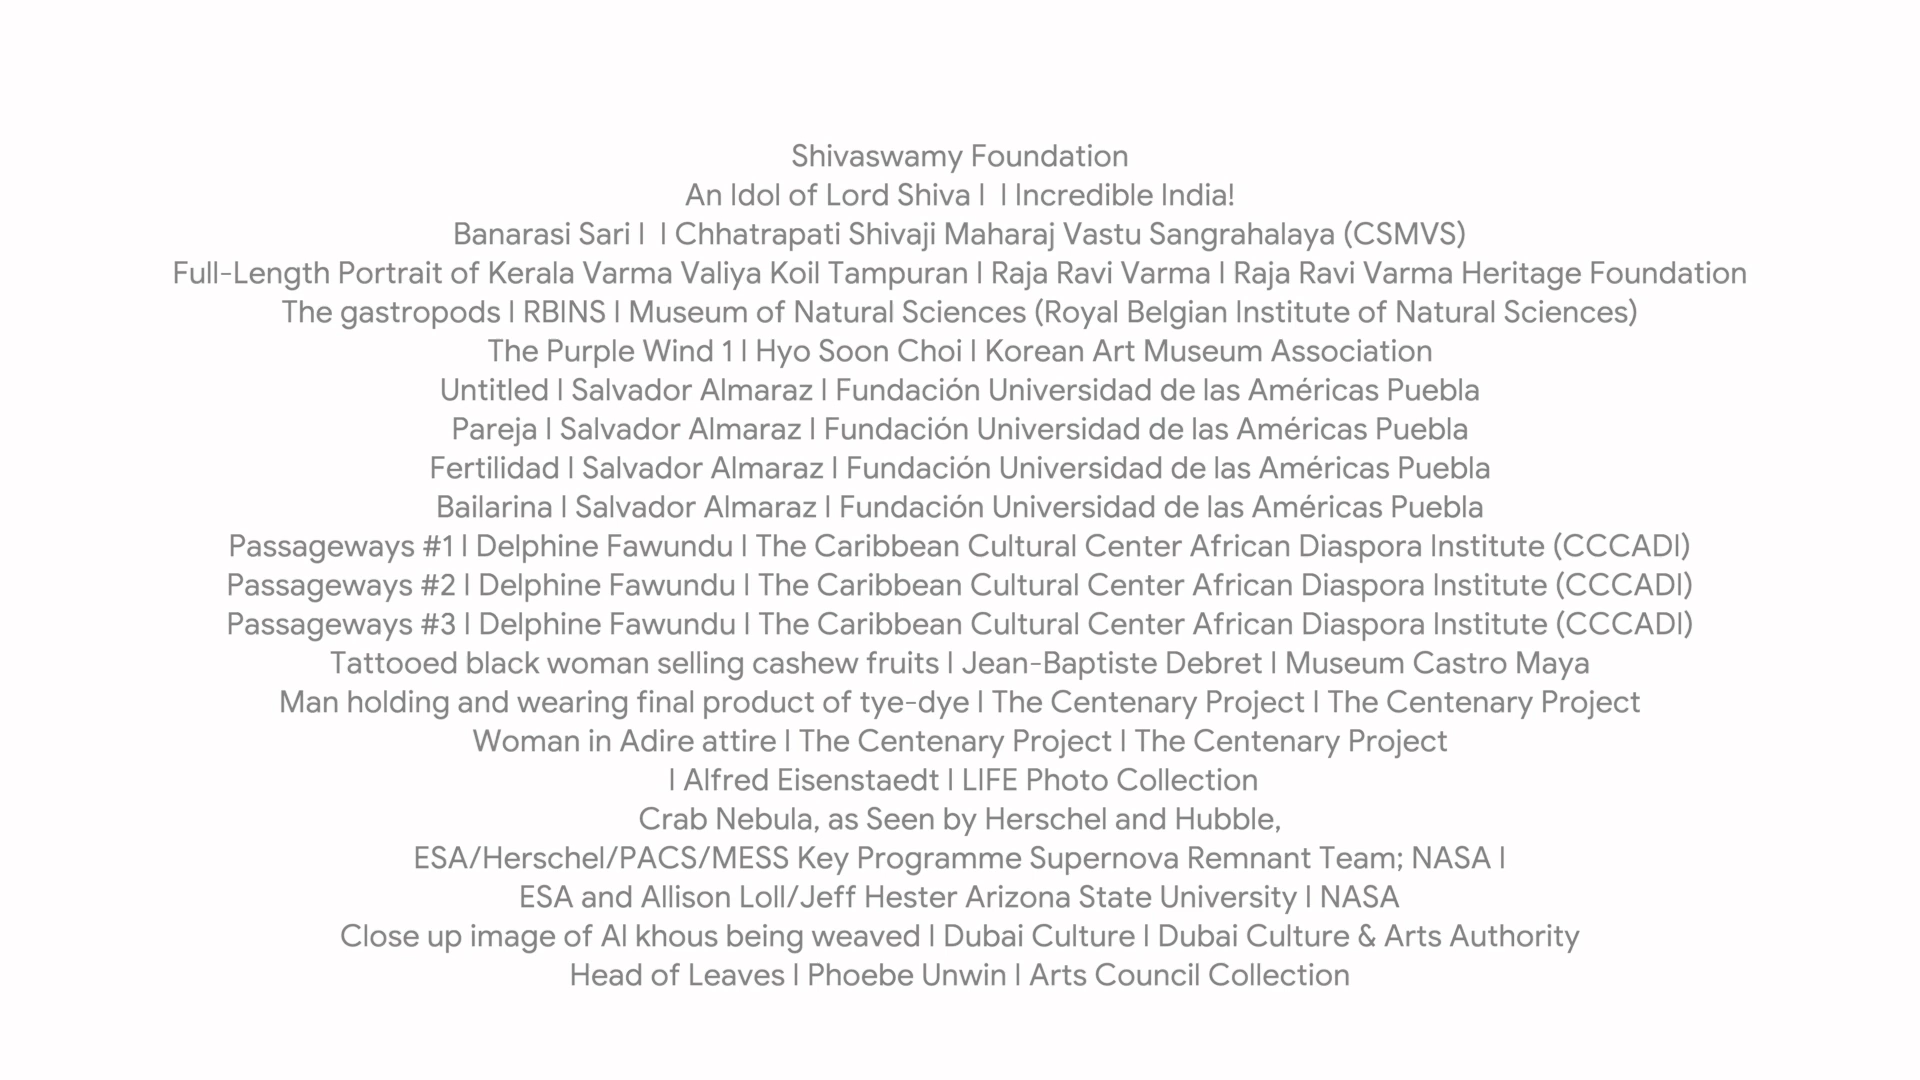 Shivaswamy Foundation
An Idol of Lord Shiva |  | Incredible India!
Banarasi Sari |  | Chhatrapati Shivaji Maharaj Vastu Sangrahalaya (CSMVS)
Full-Length Portrait of Kerala Varma Valiya Koil Tampuran | Raja Ravi Varma | Raja Ravi Varma Heritage Foundation
The gastropods | RBINS | Museum of Natural Sciences (Royal Belgian Institute of Natural Sciences)
The Purple Wind 1 | Hyo Soon Choi | Korean Art Museum Association
Untitled | Salvador Almaraz | Fundación Universidad de las Américas Puebla
Pareja | Salvador Almaraz | Fundación Universidad de las Américas Puebla
Fertilidad | Salvador Almaraz | Fundación Universidad de las Américas Puebla
Bailarina | Salvador Almaraz | Fundación Universidad de las Américas Puebla
Passageways #1 | Delphine Fawundu | The Caribbean Cultural Center African Diaspora Institute (CCCADI)
Passageways #2 | Delphine Fawundu | The Caribbean Cultural Center African Diaspora Institute (CCCADI)
Passageways #3 | Delphine Fawundu | The Caribbean Cultural Center African Diaspora Institute (CCCADI)
Tattooed black woman selling cashew fruits | Jean-Baptiste Debret | Museum Castro Maya
Man holding and wearing final product of tye-dye | The Centenary Project | The Centenary Project
Woman in Adire attire | The Centenary Project | The Centenary Project
| Alfred Eisenstaedt | LIFE Photo Collection
Crab Nebula, as Seen by Herschel and Hubble,
ESA/Herschel/PACS/MESS Key Programme Supernova Remnant Team; NASA |
ESA and Allison Loll/Jeff Hester Arizona State University | NASA
Close up image of Al khous being weaved | Dubai Culture | Dubai Culture & Arts Authority
Head of Leaves | Phoebe Unwin | Arts Council Collection